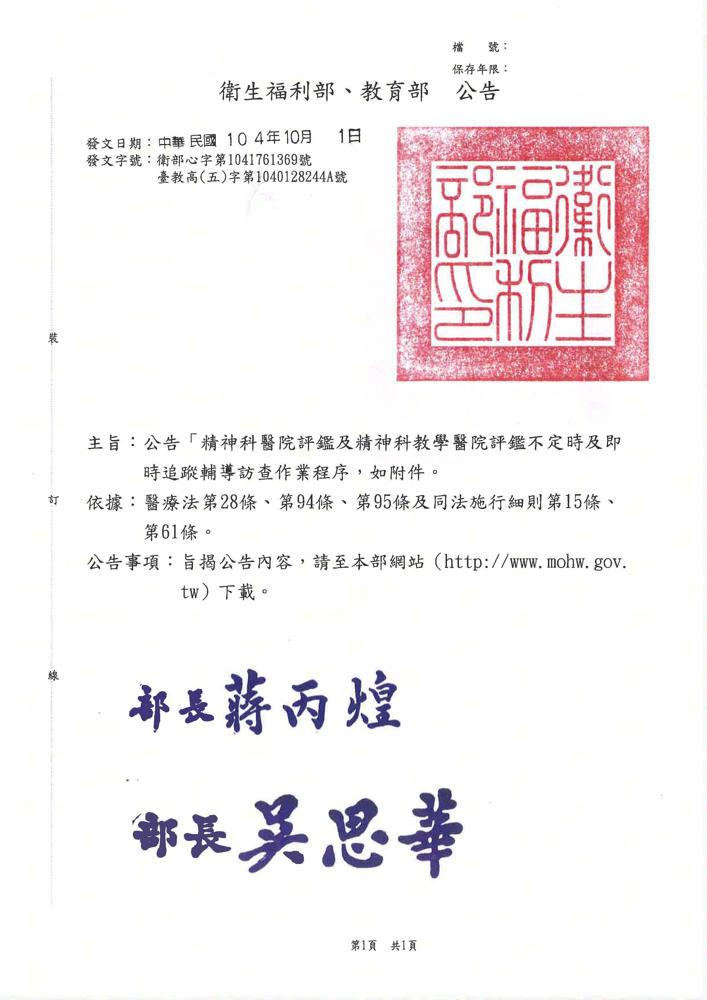 檔　　號：
保存年限：
衛生福利部、教育部　公告
發文日期：中華民國104年10月　1日
發文字號：衛部心字第1041761369號
臺教高(五)字第1040128244A號
衛生福利部印
主旨：公告「精神科醫院評鑑及精神科教學醫院評鑑不定時及即
時追蹤輔導訪查作業程序，如附件。
依據：醫療法第28條、第94條、第95條及同法施行細則第15條、
第61條。
公告事項：旨揭公告內容，請至本部網站（http://www.mohw.gov.
tw）下載。
裝
訂
線
部長蔣丙煌
部長吳思華
第1頁　共1頁